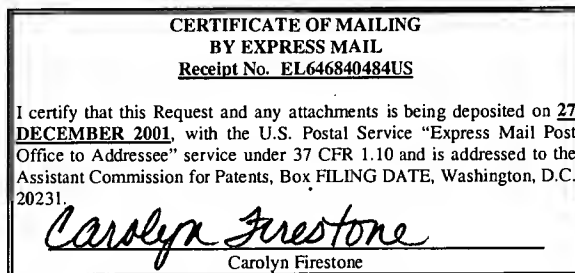 CERTIFICATE OF MAILING
BY EXPRESS MAIL
Receipt No. EL646840484US
I certify that this Request and any attachments is being deposited on 27
DECEMBER 2001, with the U.S. Postal Service "Express Mail Post
Office to Addressee" service under 37 CFR 1.10 and is addressed to the
Assistant Commission for Patents, Box FILING DATE, Washington, D.C.
20231.
Carolyn Firestone
Carolyn Firestone